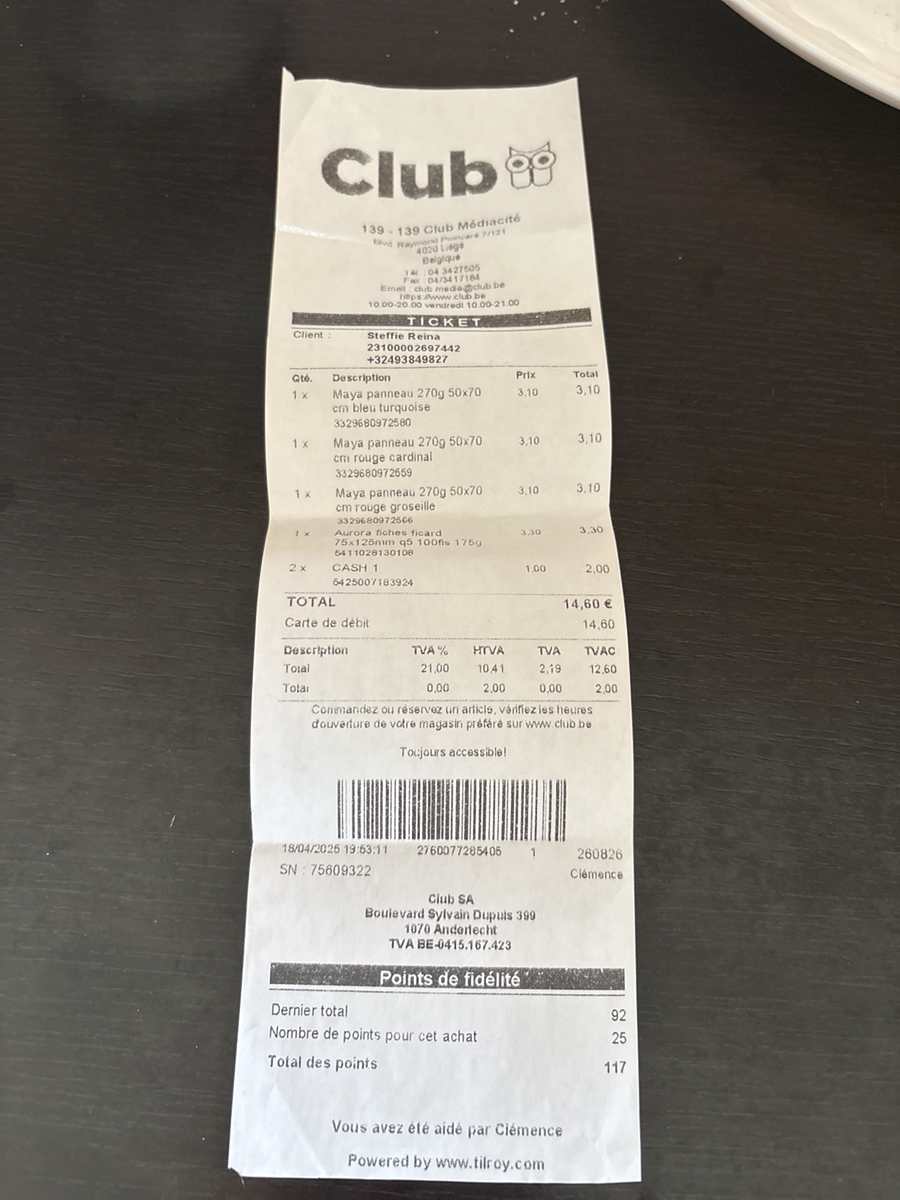 Club
139 - 139 Club Médiacité
Blvd Raymond Poincaré 7/121
4020 Liège
Belgique
Tél : 04 3427605
Fax : 04/3417184
Email : club.media@club.be
https://www.club.be
10.00-20.00 vendredi 10.00-21.00
TICKET
Client : Steffie Reina
23100002697442
+32493849827
Qté. Description Prix Total
1 x Maya panneau 270g 50x70 3,10 3,10
cm bleu turquoise
3329680972580
1 x Maya panneau 270g 50x70 3,10 3,10
cm rouge cardinal
3329680972559
1 x Maya panneau 270g 50x70 3,10 3,10
cm rouge groseille
3329680972566
1 x Aurora fiches ficard 3,30 3,30
75x125mm q5 100fis 175g
5411028130108
2 x CASH 1 1,00 2,00
5425007183924
TOTAL 14,60 €
Carte de débit 14,60
Description TVA % HTVA TVA TVAC
Total 21,00 10,41 2,19 12,60
Total 0,00 2,00 0,00 2,00
Commandez ou réservez un article, vérifiez les heures
d'ouverture de votre magasin préféré sur www.club.be
Toujours accessible!
18/04/2025 19:53:11 2760077285405 1 260826
SN : 75609322 Clémence
Club SA
Boulevard Sylvain Dupuis 399
1070 Anderlecht
TVA BE-0415.167.423
Points de fidélité
Dernier total 92
Nombre de points pour cet achat 25
Total des points 117
Vous avez été aidé par Clémence
Powered by www.tilroy.com